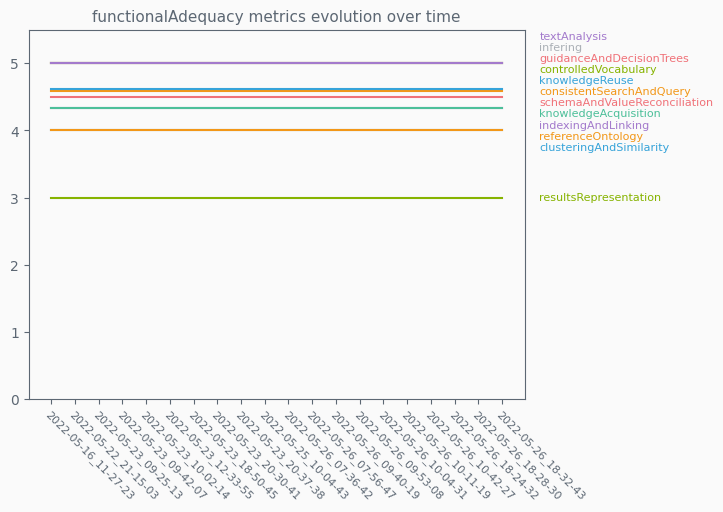 functionalAdequacy metrics evolution over time
textAnalysis
infering
guidanceAndDecisionTrees
controlledVocabulary
knowledgeReuse
consistentSearchAndQuery
schemaAndValueReconciliation
knowledgeAcquisition
indexingAndLinking
referenceOntology
clusteringAndSimilarity
resultsRepresentation
5
4
3
2
1
0
2022-05-16_11-27-23
2022-05-22_21-15-03
2022-05-23_09-25-13
2022-05-23_09-42-07
2022-05-23_10-02-14
2022-05-23_12-33-55
2022-05-23_18-50-45
2022-05-23_20-30-41
2022-05-23_20-37-38
2022-05-25_10-04-43
2022-05-26_07-36-42
2022-05-26_07-56-47
2022-05-26_09-40-19
2022-05-26_09-53-08
2022-05-26_10-04-31
2022-05-26_10-11-19
2022-05-26_10-42-27
2022-05-26_18-24-32
2022-05-26_18-28-30
2022-05-26_18-32-43